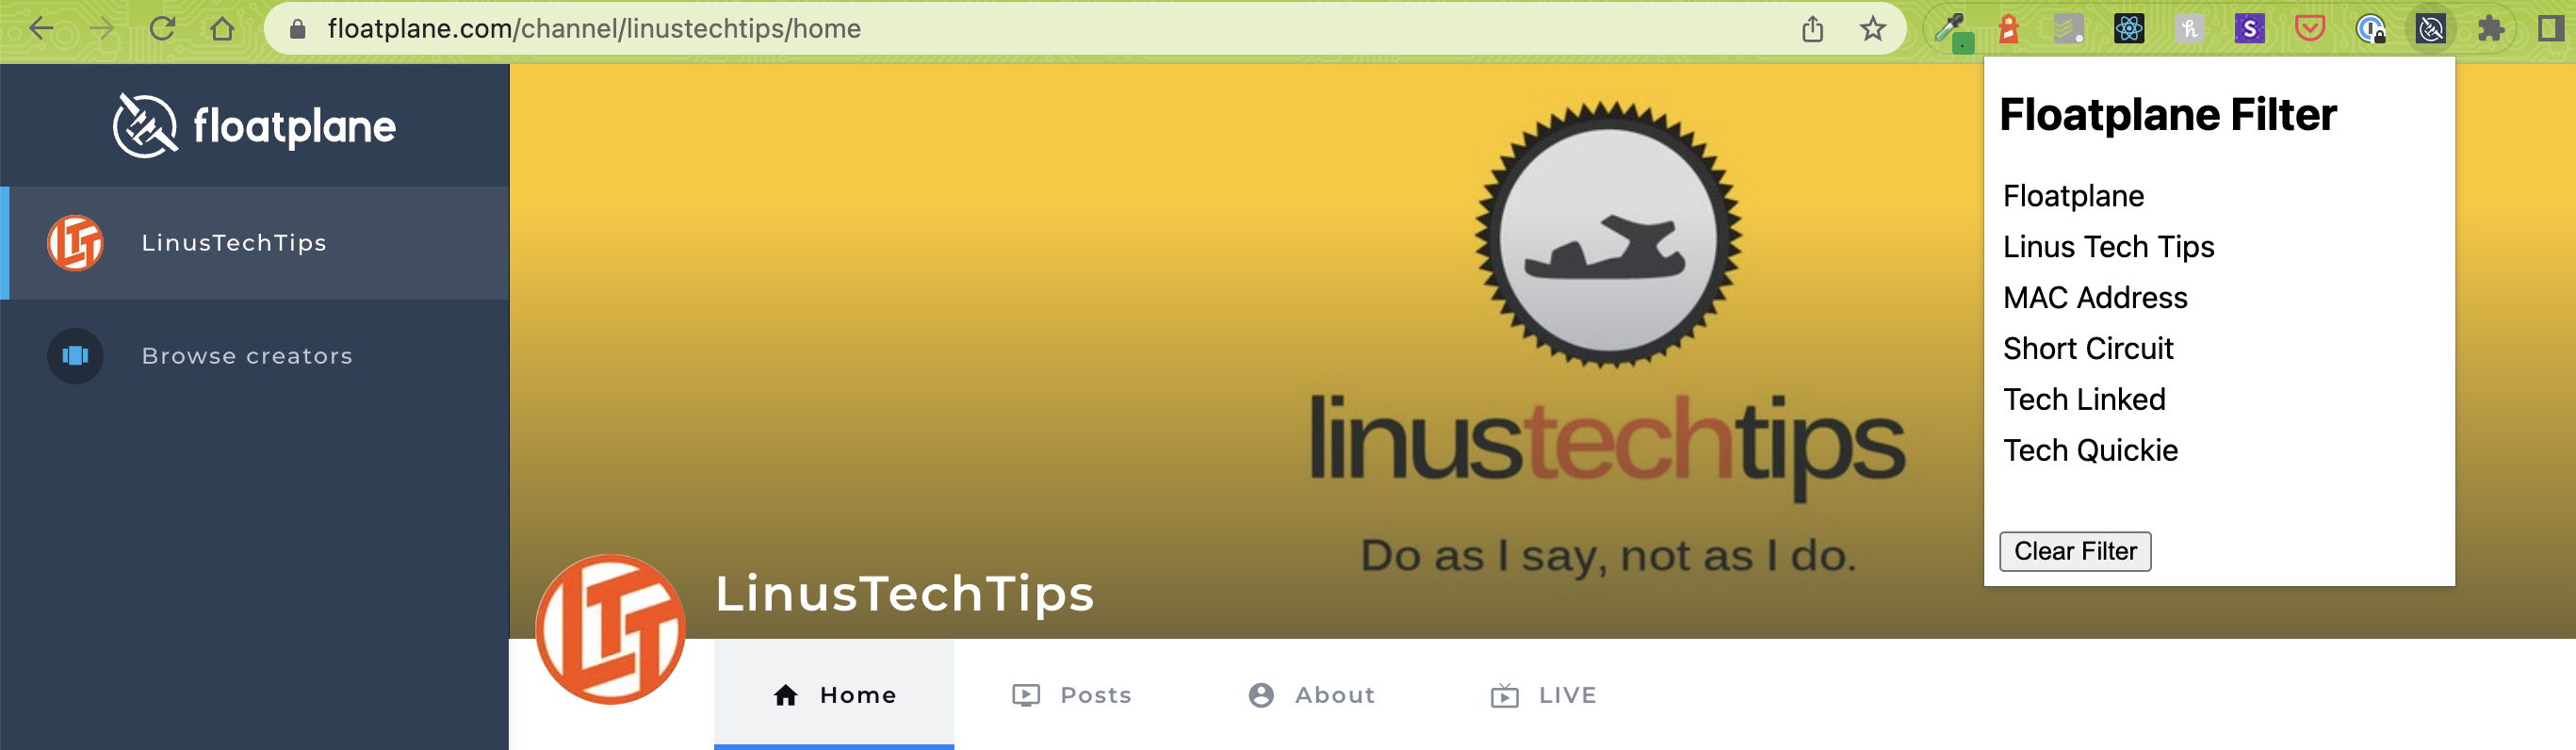 floatplane.com/channel/linustechtips/home
floatplane
LinusTechTips
Browse creators
linustechtips
Do as I say, not as I do.
LTT
LinusTechTips
Home
Posts
About
LIVE
Floatplane Filter
Floatplane
Linus Tech Tips
MAC Address
Short Circuit
Tech Linked
Tech Quickie
Clear Filter